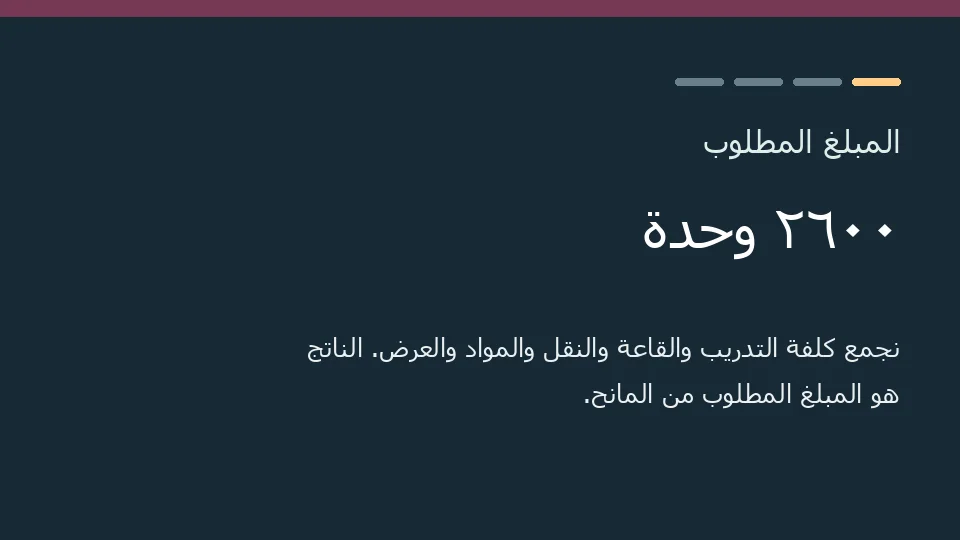 المبلغ المطلوب
٢٦٠٠ وحدة
نجمع كلفة التدريب والقاعة والنقل والمواد والعرض. الناتج
هو المبلغ المطلوب من المانح.